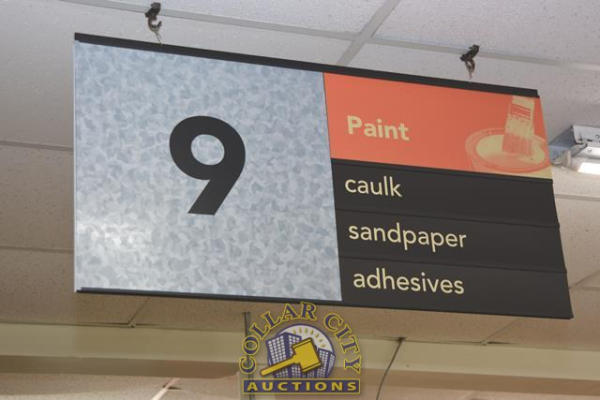 9
Paint
caulk
sandpaper
adhesives
COLLAR CITY
AUCTIONS